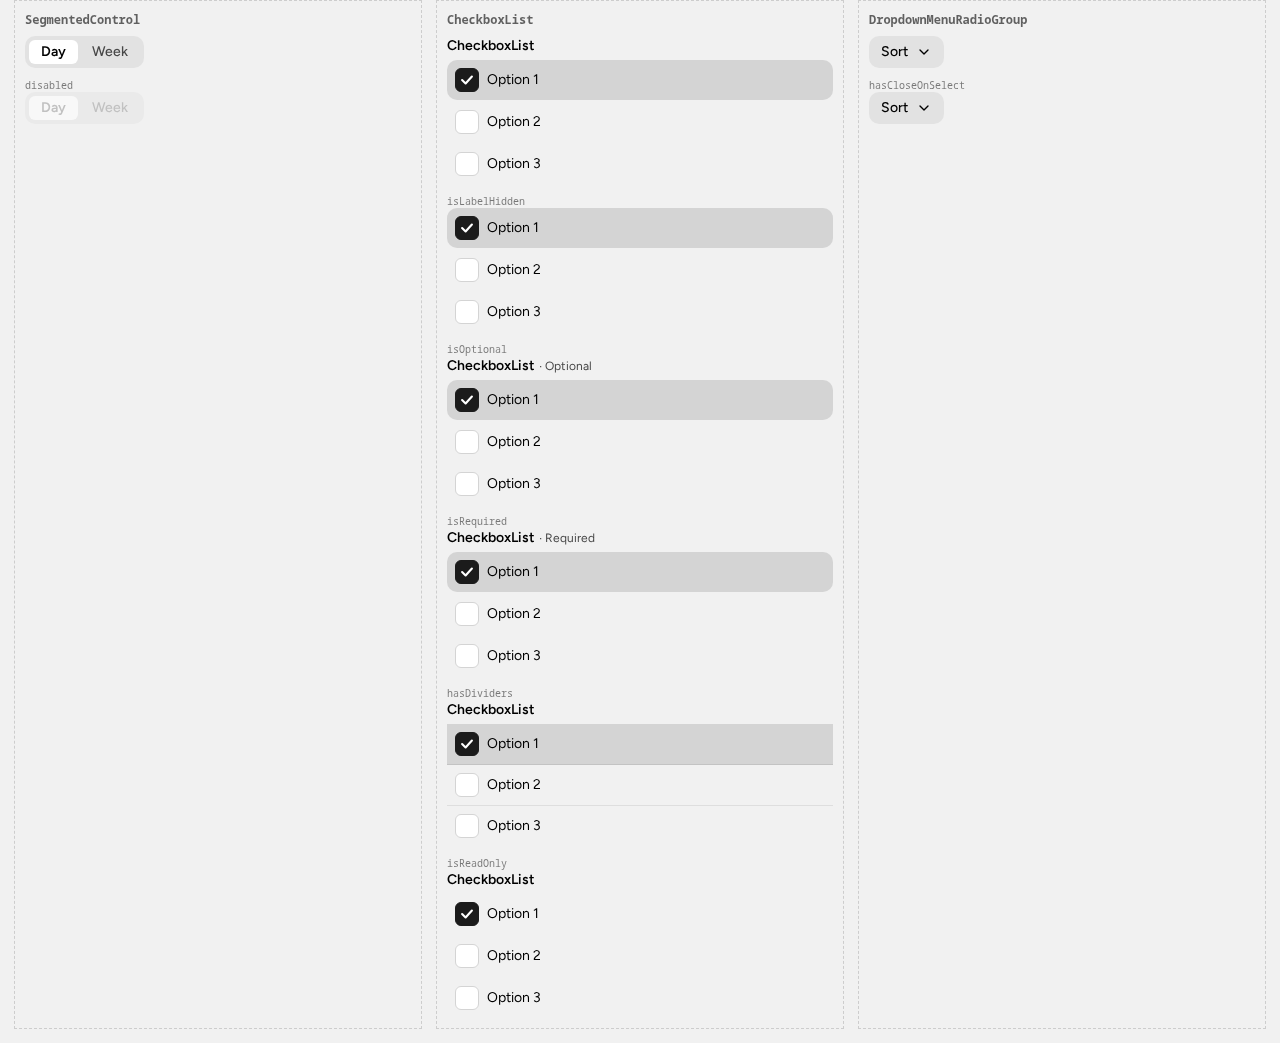 SegmentedControl
Day Week
disabled
Day Week
CheckboxList
CheckboxList
Option 1
Option 2
Option 3
isLabelHidden
Option 1
Option 2
Option 3
isOptional
CheckboxList · Optional
Option 1
Option 2
Option 3
isRequired
CheckboxList · Required
Option 1
Option 2
Option 3
hasDividers
CheckboxList
Option 1
Option 2
Option 3
isReadOnly
CheckboxList
Option 1
Option 2
Option 3
DropdownMenuRadioGroup
Sort
hasCloseOnSelect
Sort